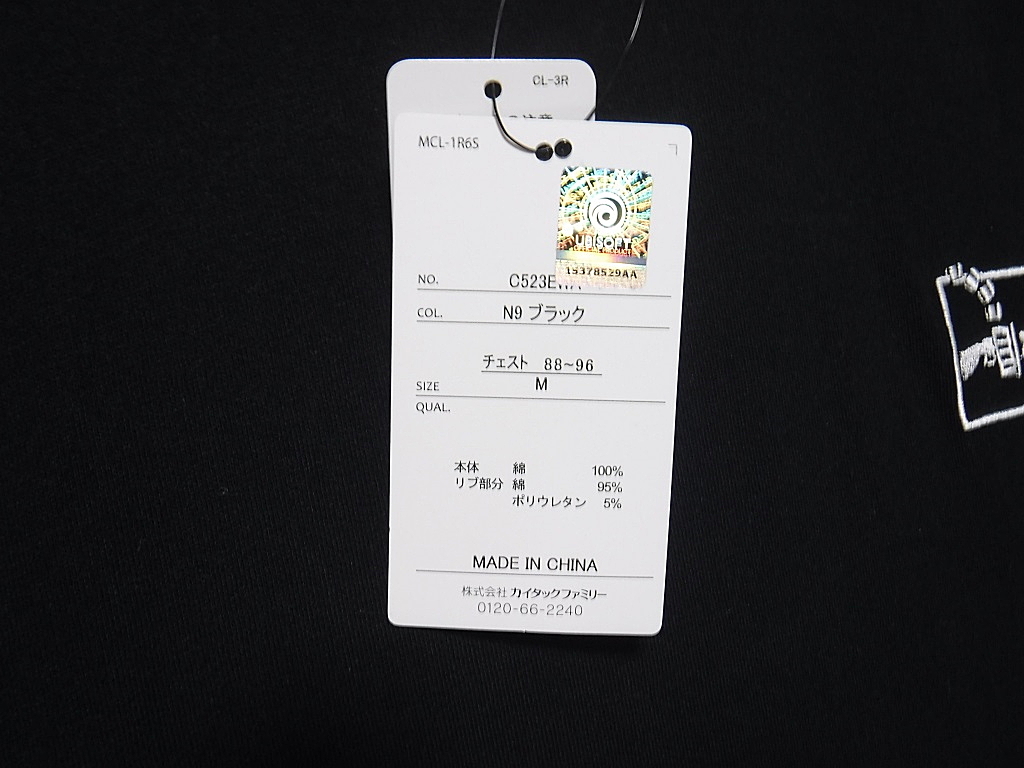 CL-3R
MCL-1R6S
UBISOFT
15378529AA
NO.
COL. N9 ブラック
チェスト 88~96
SIZE M
QUAL.
本体 綿 100%
リブ部分 綿 95%
ポリウレタン 5%
MADE IN CHINA
株式会社 カイタックファミリー
0120-66-2240